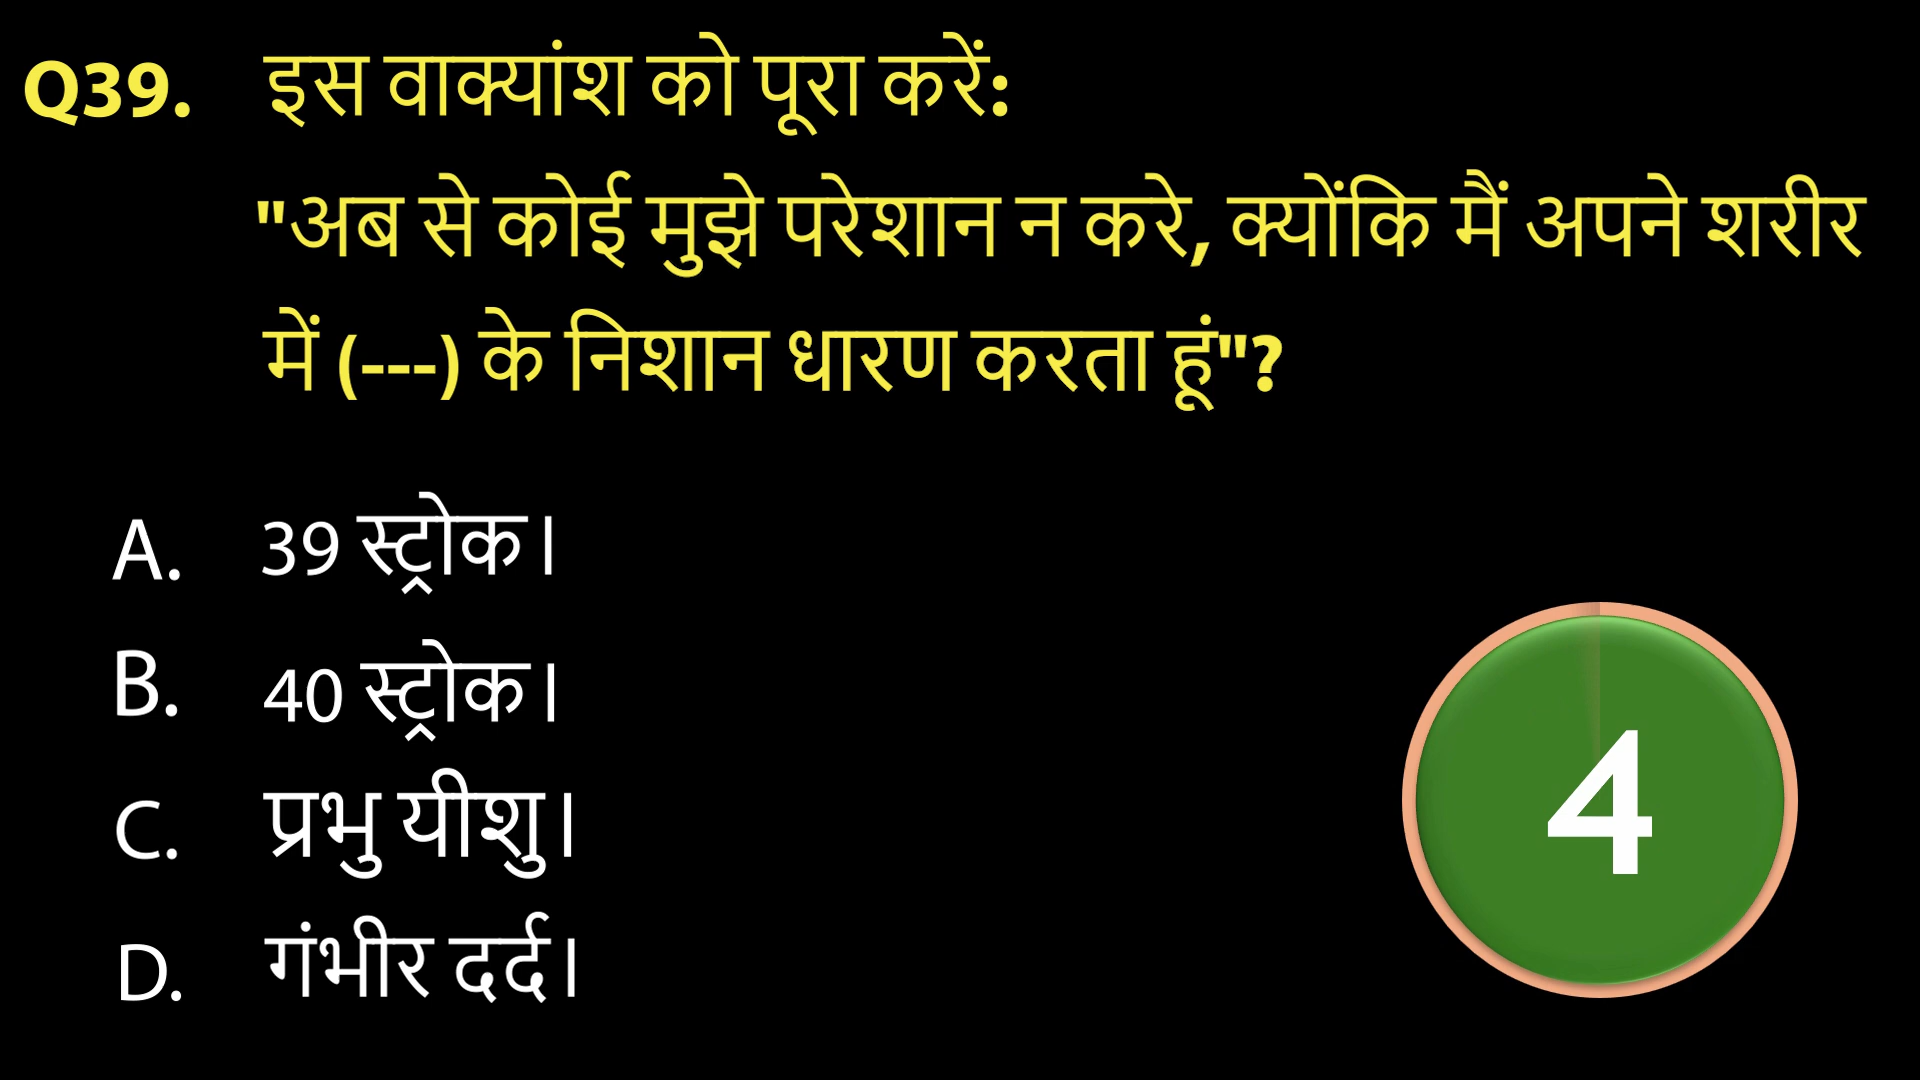 Q39. इस वाक्यांश को पूरा करें:
"अब से कोई मुझे परेशान न करे, क्योंकि मैं अपने शरीर
में (---) के निशान धारण करता हूं"?
A. 39 स्ट्रोक।
B. 40 स्ट्रोक।
C. प्रभु यीशु।
D. गंभीर दर्द।
4